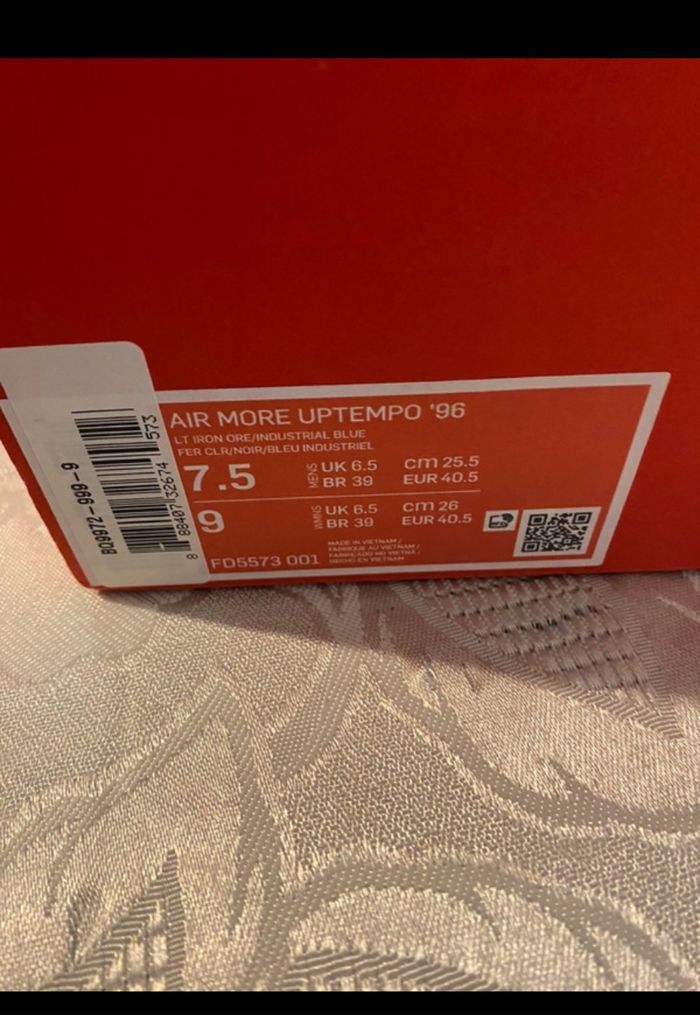 AIR MORE UPTEMPO '96
LT IRON ORE/INDUSTRIAL BLUE
FER CLR/NOIR/BLEU INDUSTRIEL
7.5
MENS
UK 6.5
BR 39
cm 25.5
EUR 40.5
9
WMNS
UK 6.5
BR 39
cm 26
EUR 40.5
FD5573 001
MADE IN VIETNAM /
FABRIQUÉ AU VIETNAM /
FABRICADO NO VIETNÃ /
HECHO EN VIETNAM
BQ9972-999-9
8 88407 32674 573